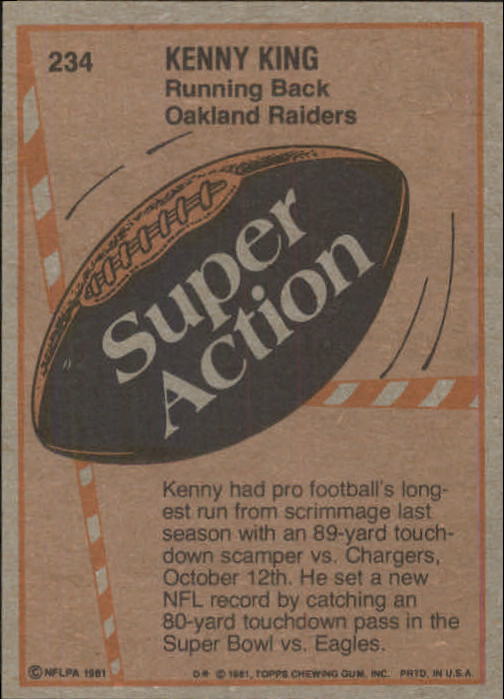 234
KENNY KING
Running Back
Oakland Raiders
Super
Action
Kenny had pro football's long-
est run from scrimmage last
season with an 89-yard touch-
down scamper vs. Chargers,
October 12th. He set a new
NFL record by catching an
80-yard touchdown pass in the
Super Bowl vs. Eagles.
© NFLPA 1981
D* © 1981, TOPPS CHEWING GUM, INC. PRTD. IN U.S.A.